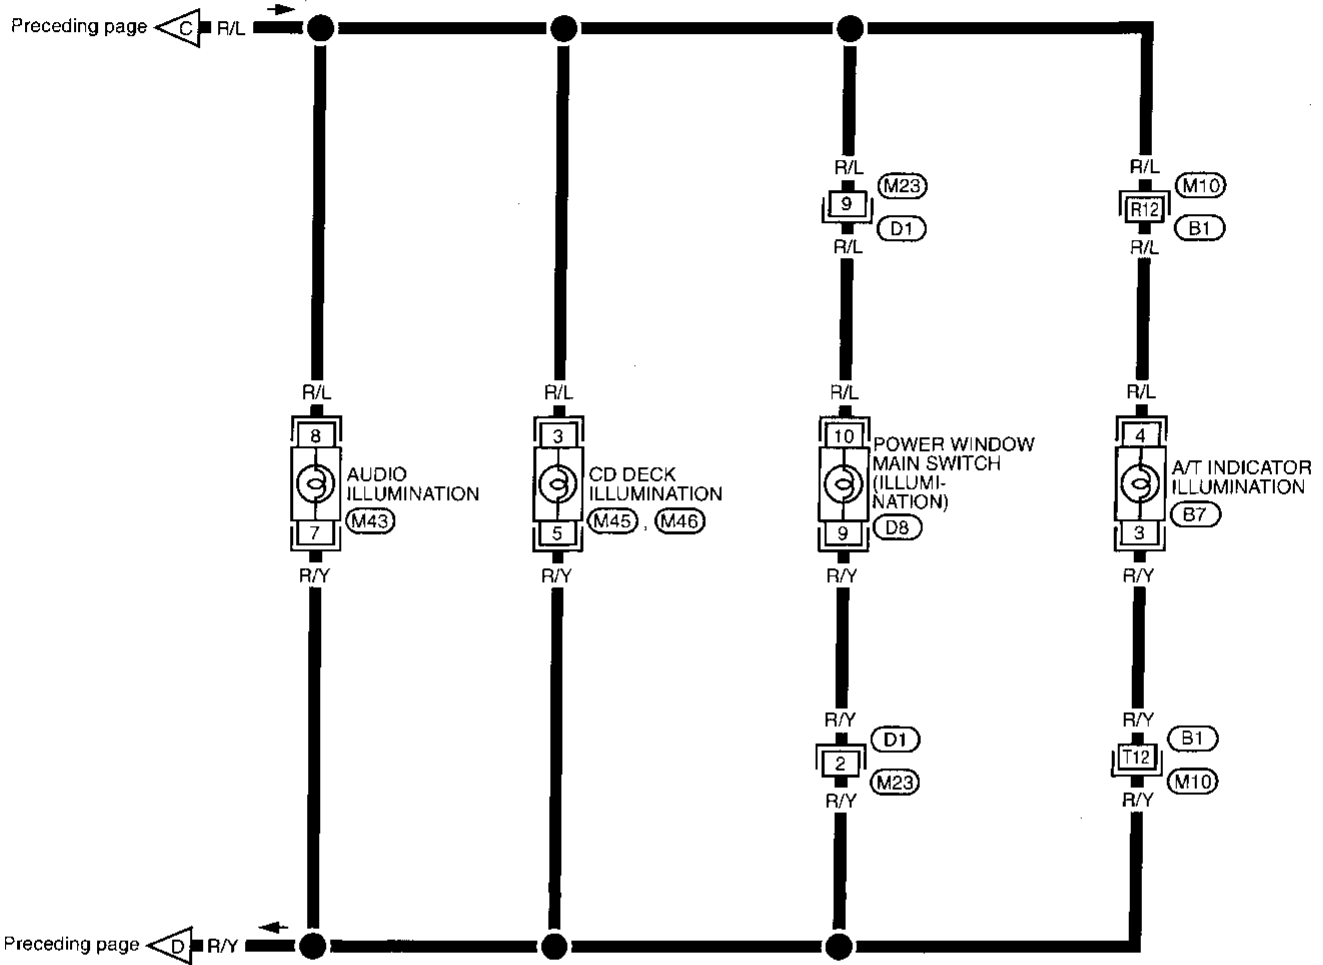 Preceding page C R/L
R/L
9
M23
D1
R/L
R/L
R12
M10
B1
R/L
R/L
8
AUDIO
ILLUMINATION
M43
7
R/Y
R/L
3
CD DECK
ILLUMINATION
M45 , M46
5
R/Y
R/L
10
POWER WINDOW
MAIN SWITCH
(ILLUMI-
NATION)
D8
9
R/Y
R/L
4
A/T INDICATOR
ILLUMINATION
B7
3
R/Y
R/Y
D1
2
M23
R/Y
R/Y
B1
T12
M10
R/Y
Preceding page D R/Y